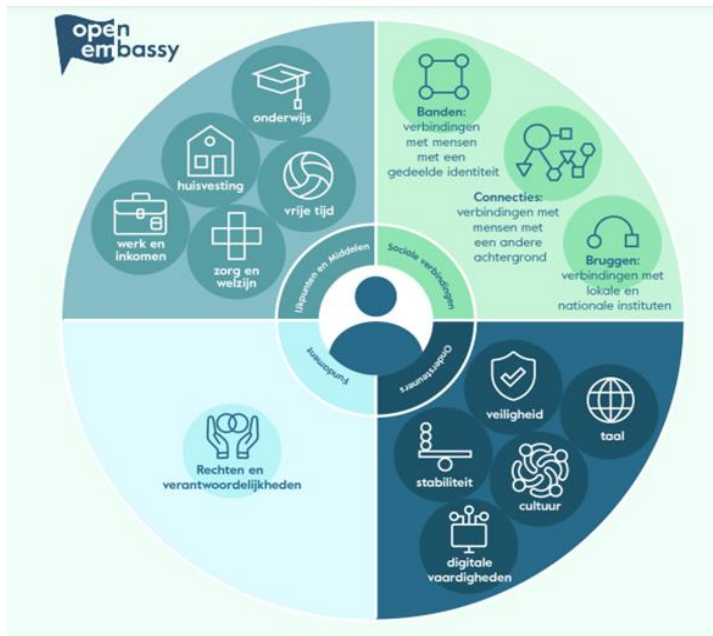 open
embassy
onderwijs
huisvesting
vrije tijd
werk en
inkomen
zorg en
welzijn
IJkpunten en Middelen
Banden:
verbindingen
met mensen
met een
gedeelde identiteit
Connecties:
verbindingen met
mensen met
een andere
achtergrond
Bruggen:
verbindingen met
lokale en
nationale instituten
Sociale verbindingen
Fundament
Rechten en
verantwoordelijkheden
Ondersteuners
veiligheid
taal
stabiliteit
cultuur
digitale
vaardigheden